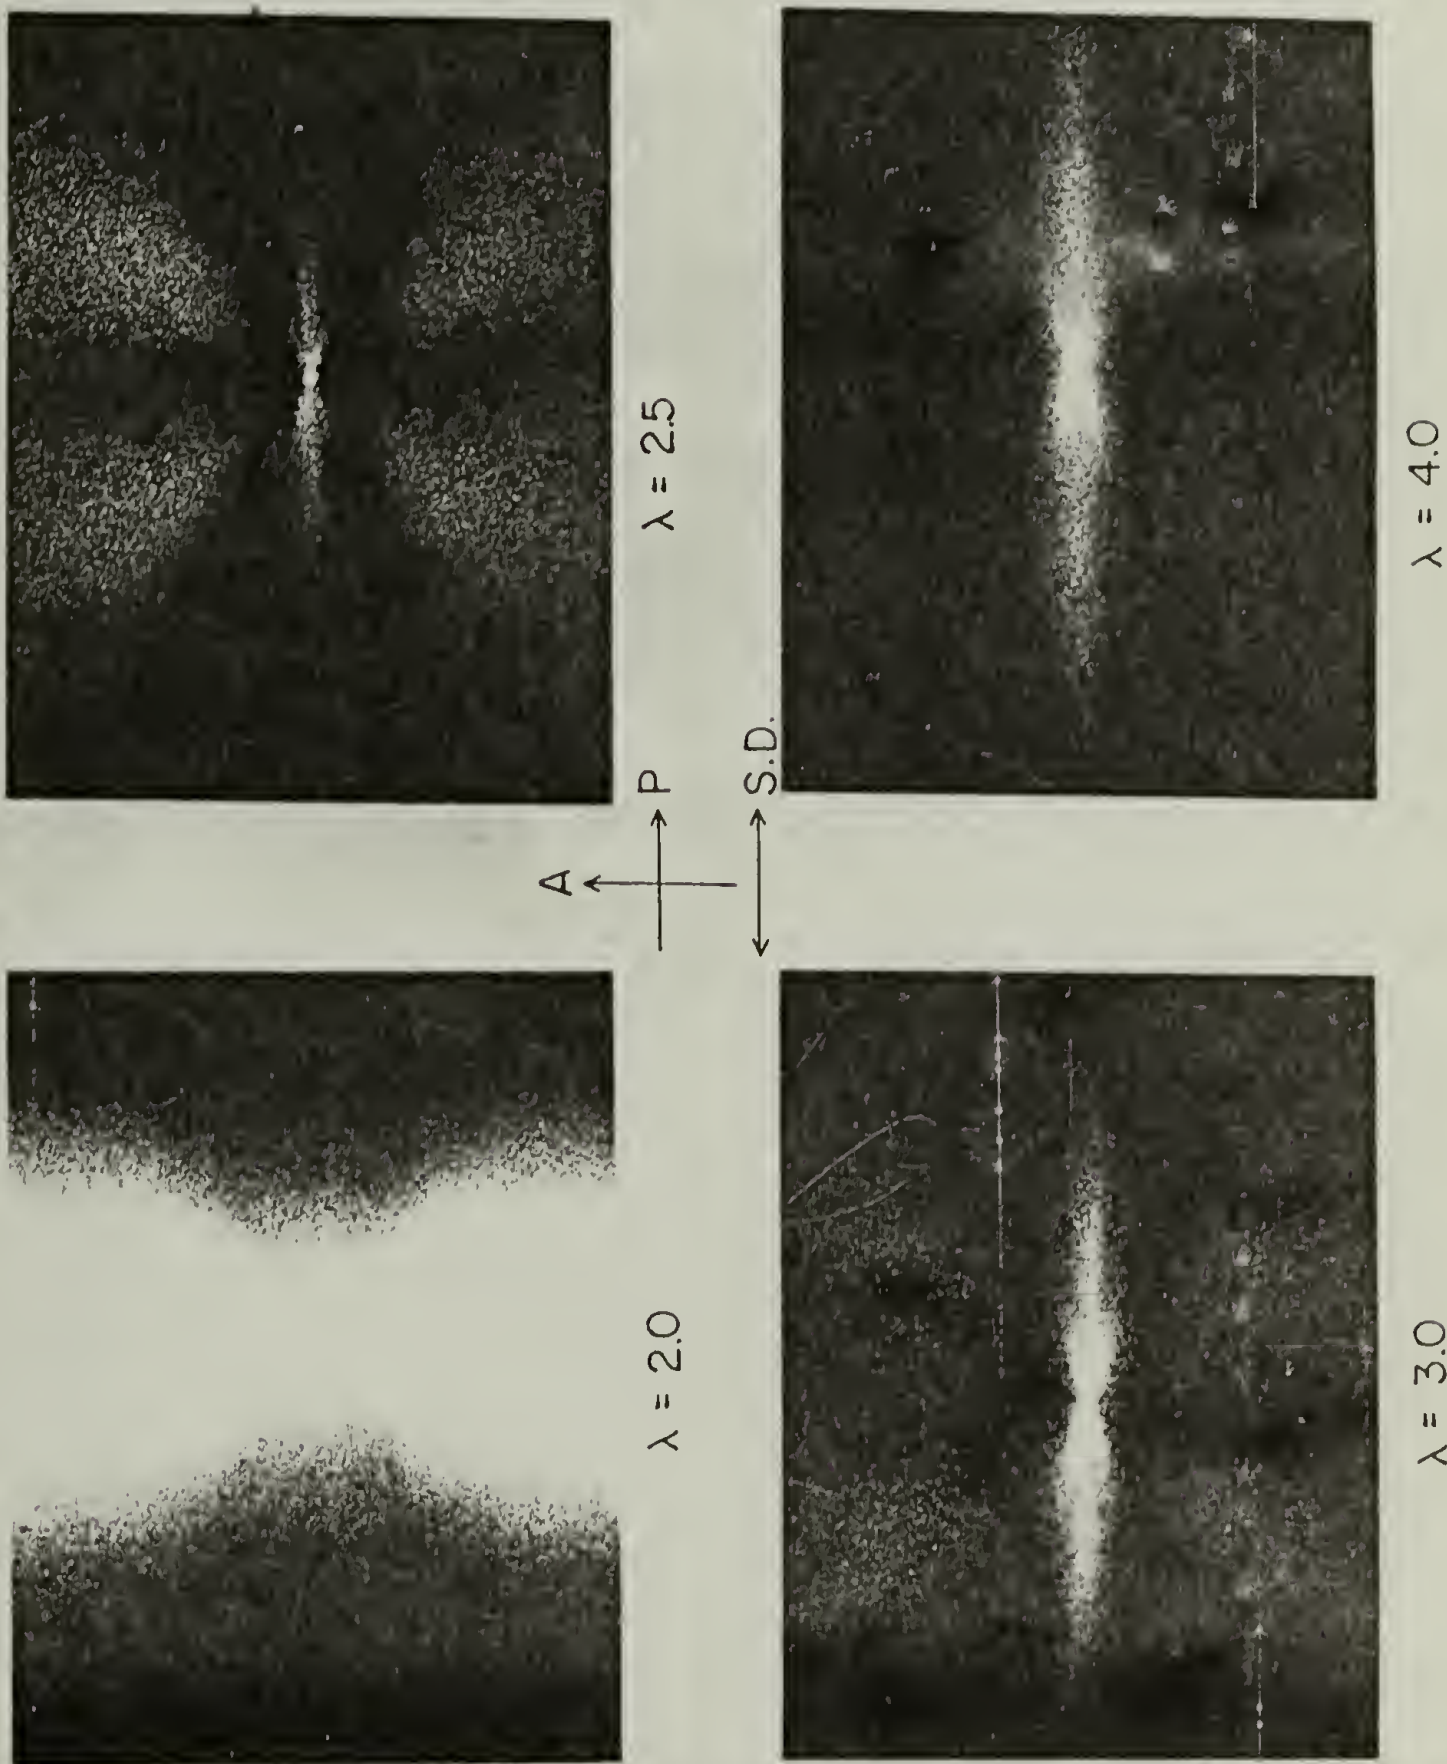 λ = 2.0
λ = 2.5
A
P
S.D.
λ = 3.0
λ = 4.0